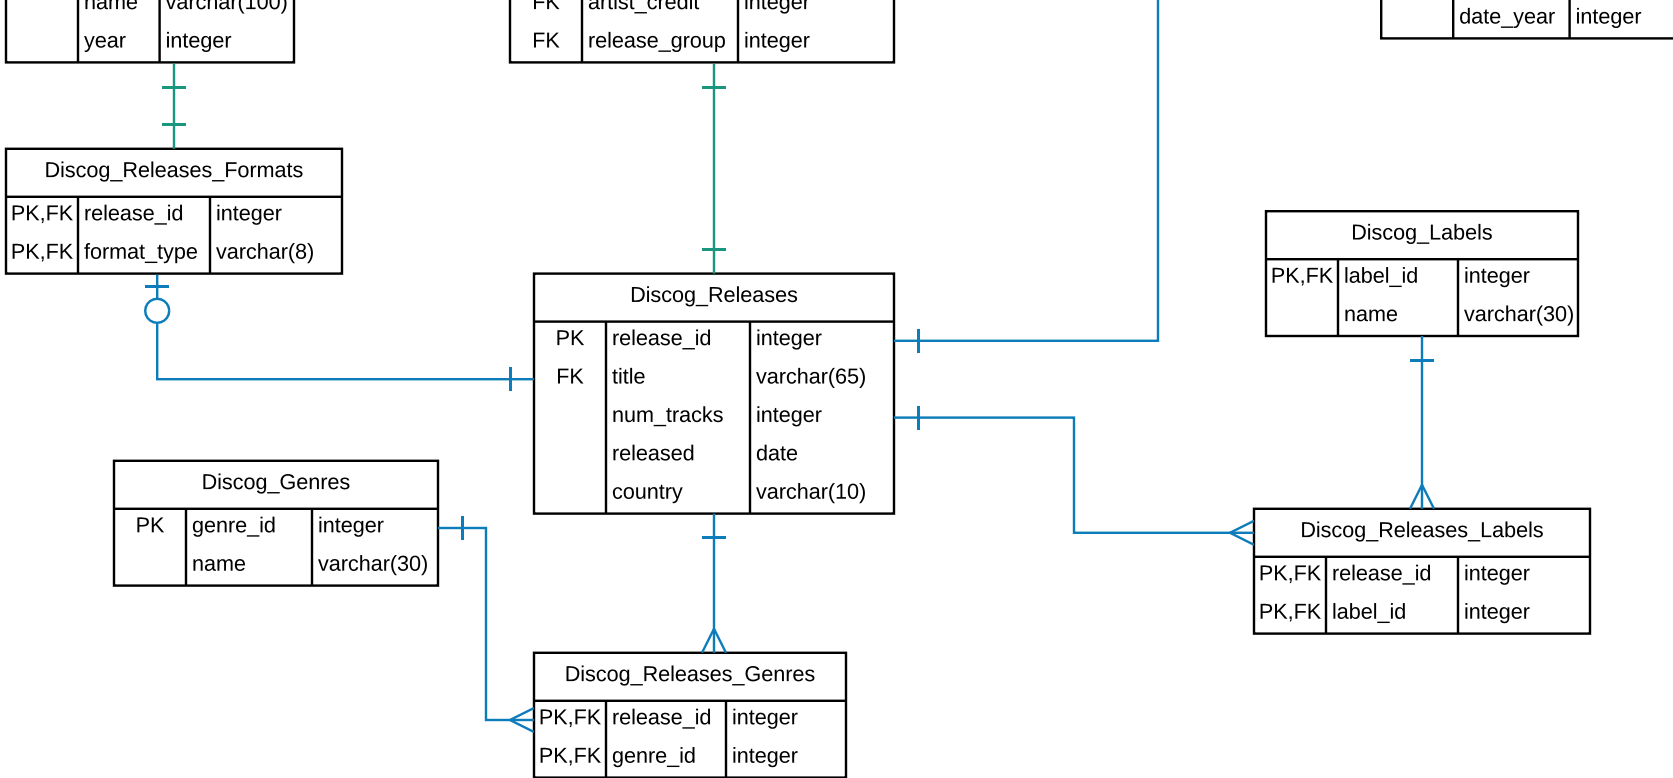 name varchar(100)
year integer
FK artist_credit integer
FK release_group integer
date_year integer
Discog_Releases_Formats
PK,FK release_id integer
PK,FK format_type varchar(8)
Discog_Labels
PK,FK label_id integer
name varchar(30)
Discog_Releases
PK release_id integer
FK title varchar(65)
num_tracks integer
released date
country varchar(10)
Discog_Genres
PK genre_id integer
name varchar(30)
Discog_Releases_Labels
PK,FK release_id integer
PK,FK label_id integer
Discog_Releases_Genres
PK,FK release_id integer
PK,FK genre_id integer